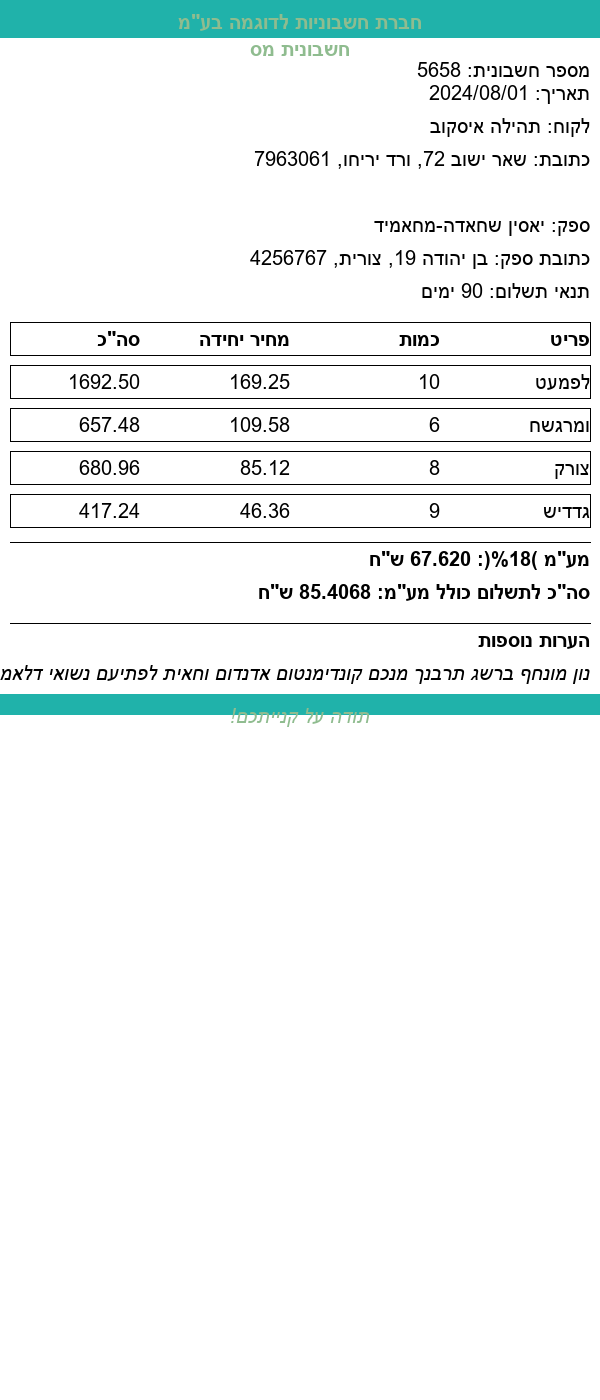 חברת חשבוניות לדוגמה בע"מ
חשבונית מס
מספר חשבונית: 5658
תאריך: 2024/08/01
לקוח: תהילה איסקוב
כתובת: שאר ישוב 72, ורד יריחו, 7963061
ספק: יאסין שחאדה-מחאמיד
כתובת ספק: בן יהודה 19, צורית, 4256767
תנאי תשלום: 90 ימים
פריט כמות מחיר יחידה סה"כ
לפמעט 10 169.25 1692.50
ומרגשח 6 109.58 657.48
צורק 8 85.12 680.96
גדדיש 9 46.36 417.24
מע"מ )18%(: 67.620 ש"ח
סה"כ לתשלום כולל מע"מ: 85.4068 ש"ח
הערות נוספות
נון מונחף ברשג תרבנך מנכם קונדימנטום אדנדום וחאית לפתיעם נשואי דלאמ
תודה על קנייתכם!